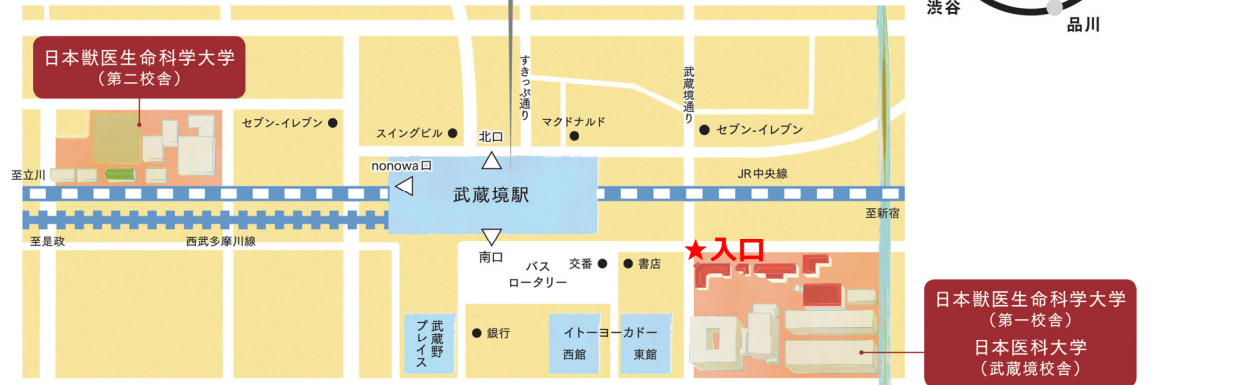 渋谷
品川
日本獣医生命科学大学
（第二校舎）
すきっぷ通り
武蔵境通り
セブン-イレブン
スイングビル
北口
マクドナルド
セブン-イレブン
nonowa口
至立川
武蔵境駅
JR中央線
至新宿
至是政
西武多摩川線
★入口
南口
バス
ロータリー
交番
書店
武蔵野
プレイス
銀行
イトーヨーカドー
西館
東館
日本獣医生命科学大学
（第一校舎）
日本医科大学
（武蔵境校舎）